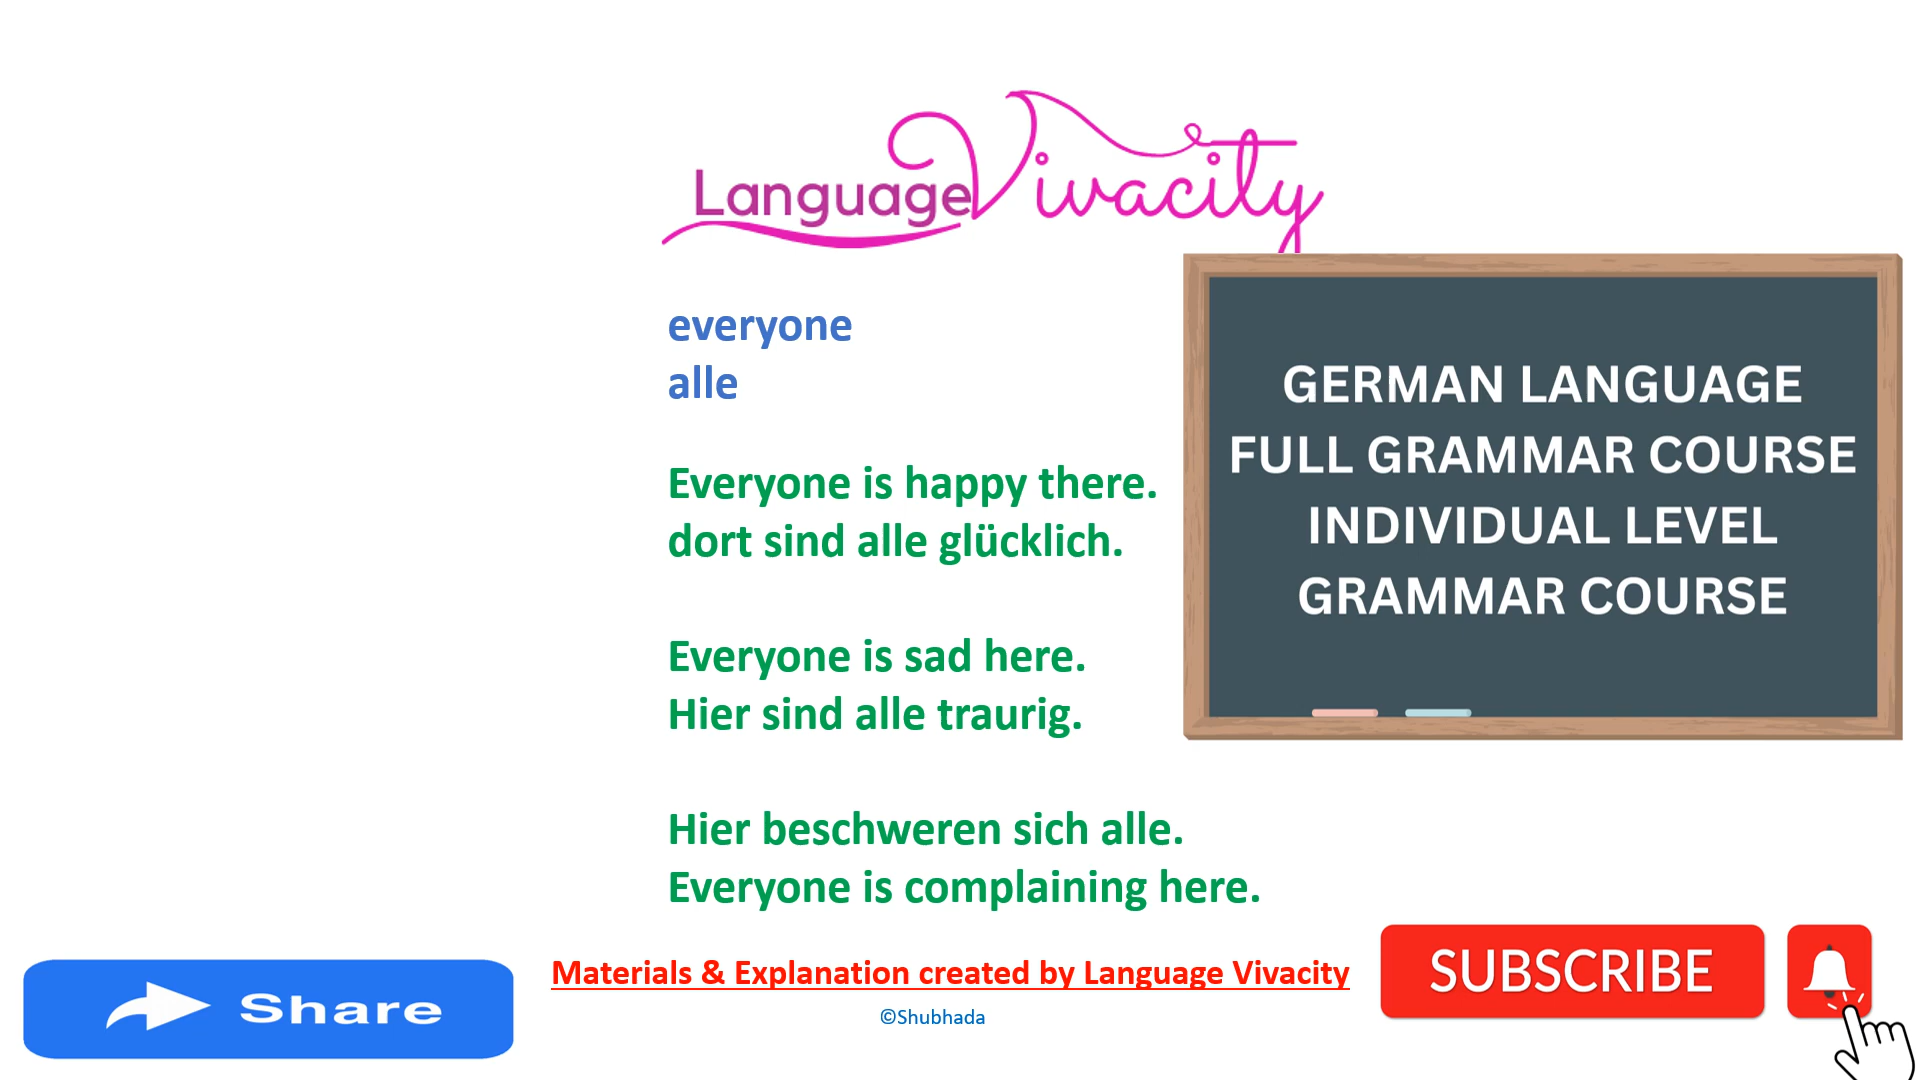 Language Vivacity
everyone
alle
Everyone is happy there.
dort sind alle glücklich.
Everyone is sad here.
Hier sind alle traurig.
Hier beschweren sich alle.
Everyone is complaining here.
GERMAN LANGUAGE
FULL GRAMMAR COURSE
INDIVIDUAL LEVEL
GRAMMAR COURSE
Share
Materials & Explanation created by Language Vivacity
©Shubhada
SUBSCRIBE